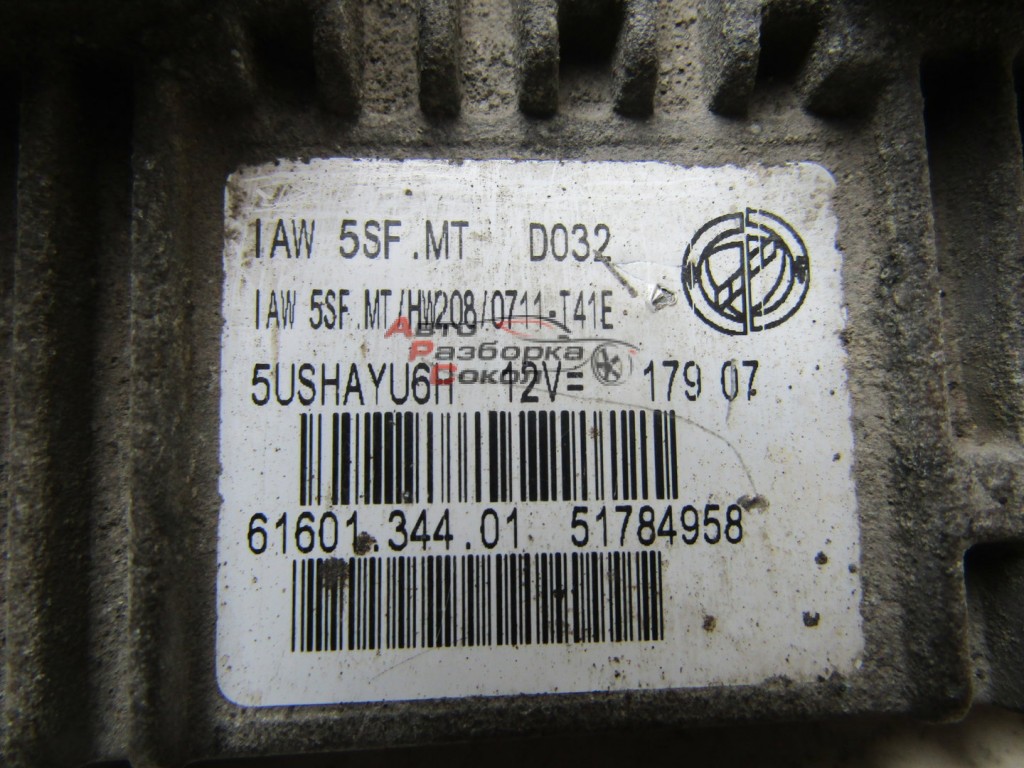 IAW 5SF.MT D032
IAW 5SF.MT/HW208/0711-T41E
АВТО
РАЗБОРКА
СОКОЛ
5USHAYU6H 12V= 179 07
61601.344.01 51784958